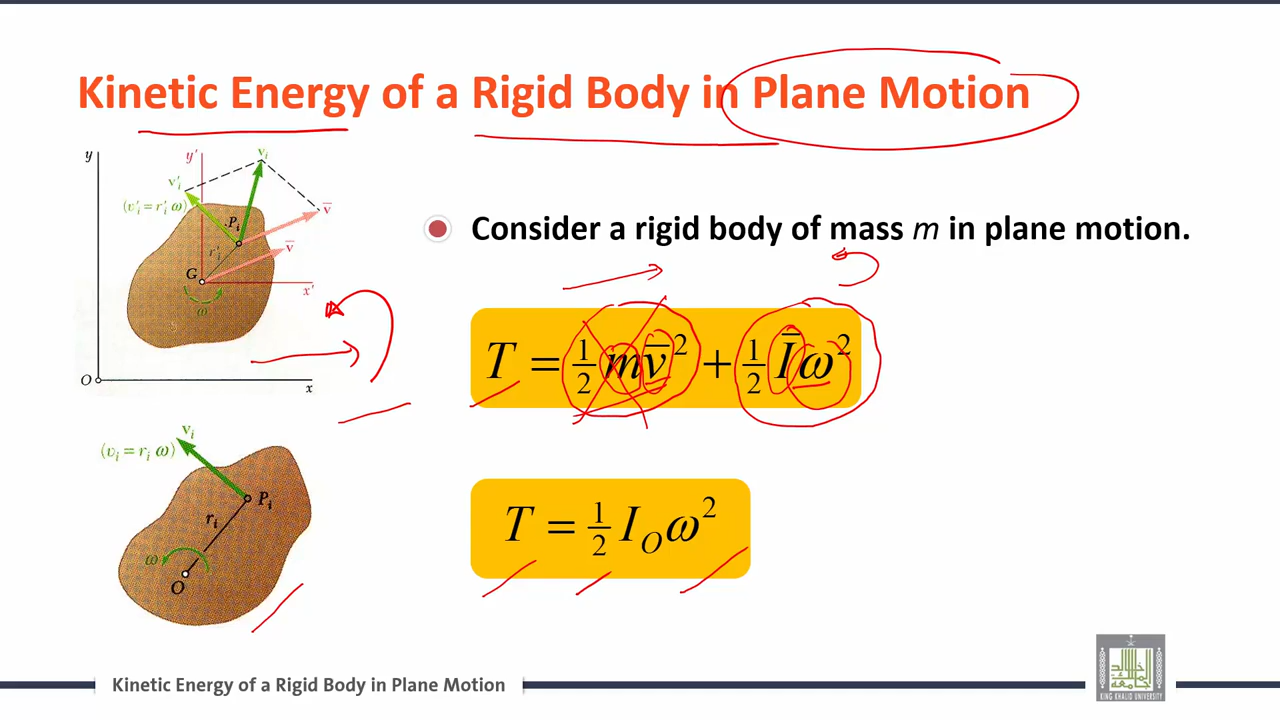 Kinetic Energy of a Rigid Body in Plane Motion
y
y′
vᵢ
v′ᵢ
(v′ᵢ = r′ᵢ ω)
Pᵢ
v̅
r′ᵢ
v̅
G
x′
ω
O
x
Consider a rigid body of mass m in plane motion.
T = ½ m v̅² + ½ I̅ ω²
vᵢ
(vᵢ = rᵢ ω)
Pᵢ
rᵢ
ω
O
T = ½ I_O ω²
Kinetic Energy of a Rigid Body in Plane Motion
KING KHALID UNIVERSITY